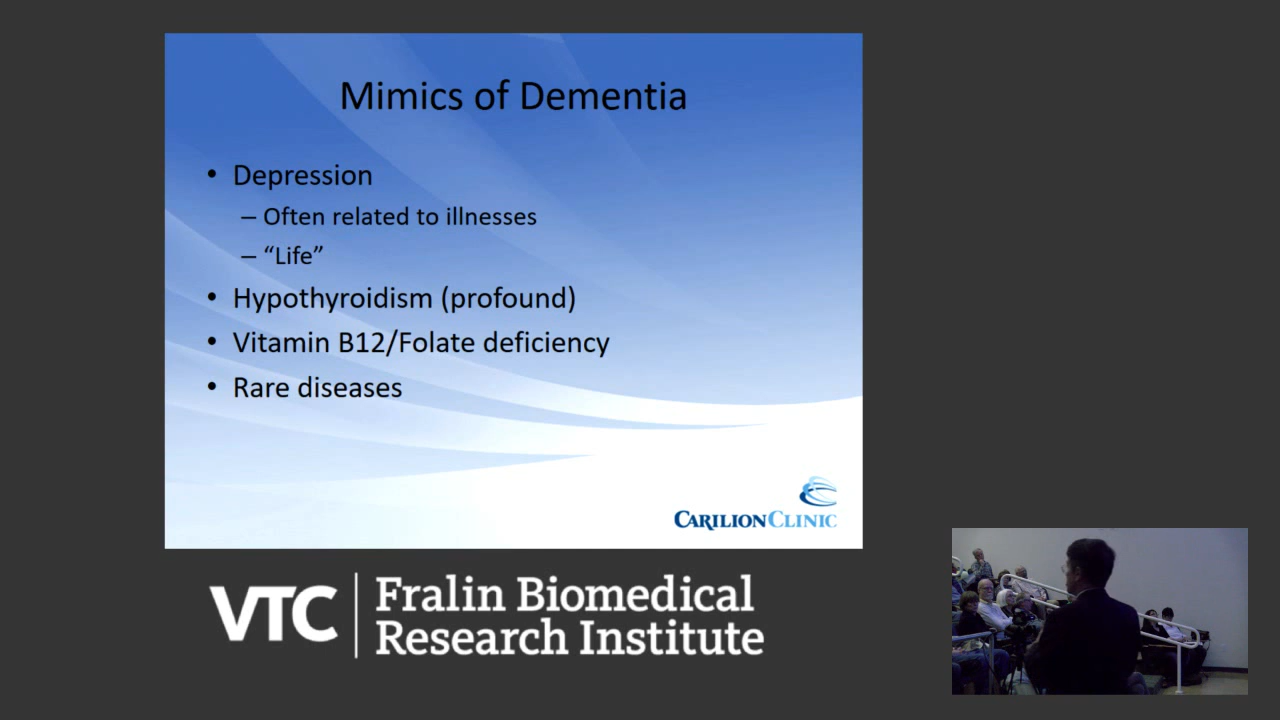 Mimics of Dementia
• Depression
– Often related to illnesses
– “Life”
• Hypothyroidism (profound)
• Vitamin B12/Folate deficiency
• Rare diseases
CARILION CLINIC
VTC Fralin Biomedical
Research Institute